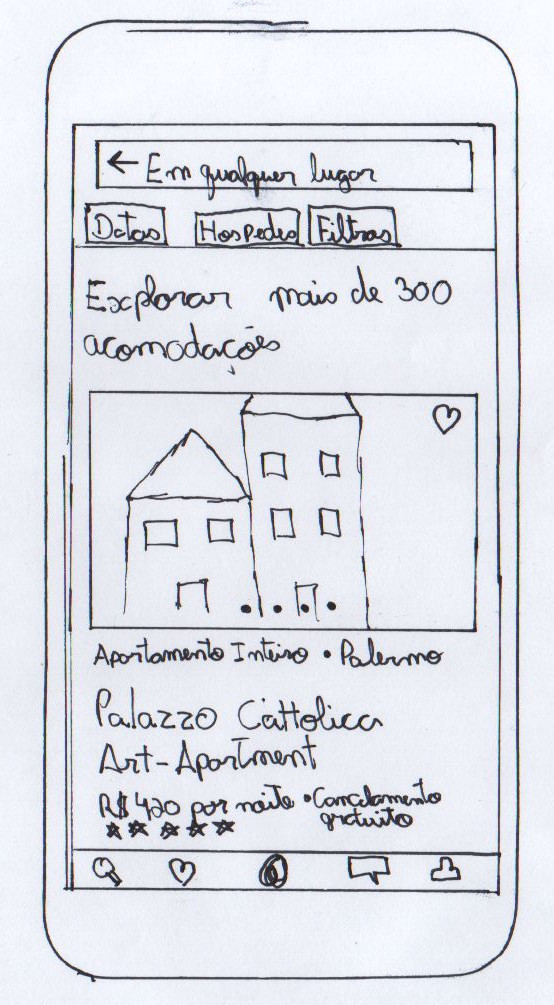 Em qualquer lugar
Datas Hospedes Filtros
Explorar mais de 300
acomodações
Apartamento Inteiro • Palermo
Palazzo Cattolica
Art-Apartment
R$ 420 por noite • Cancelamento
gratuito